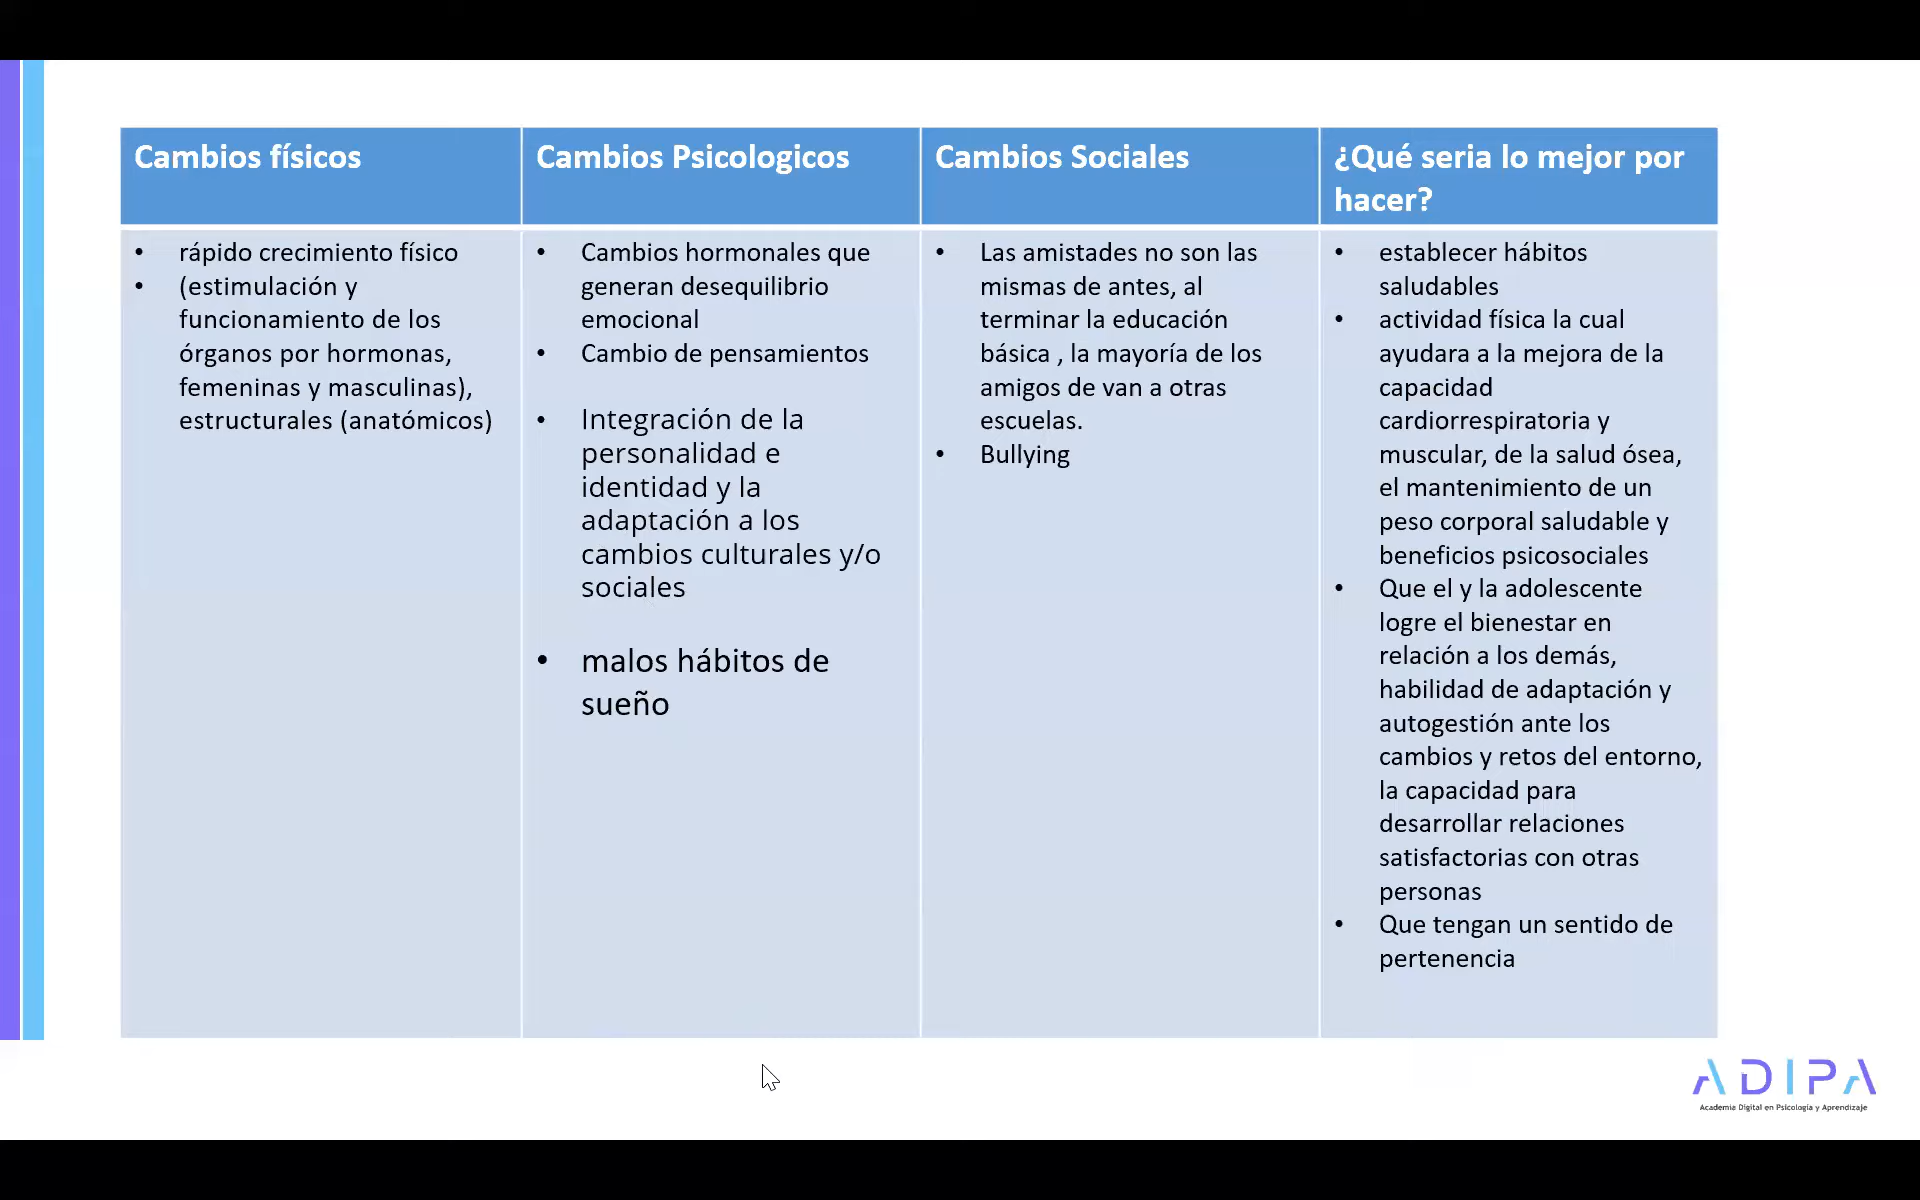 Cambios físicos
Cambios Psicologicos
Cambios Sociales
¿Qué seria lo mejor por
hacer?
• rápido crecimiento físico
• (estimulación y
funcionamiento de los
órganos por hormonas,
femeninas y masculinas),
estructurales (anatómicos)
• Cambios hormonales que
generan desequilibrio
emocional
• Cambio de pensamientos
• Integración de la
personalidad e
identidad y la
adaptación a los
cambios culturales y/o
sociales
• malos hábitos de
sueño
• Las amistades no son las
mismas de antes, al
terminar la educación
básica , la mayoría de los
amigos de van a otras
escuelas.
• Bullying
• establecer hábitos
saludables
• actividad física la cual
ayudara a la mejora de la
capacidad
cardiorrespiratoria y
muscular, de la salud ósea,
el mantenimiento de un
peso corporal saludable y
beneficios psicosociales
• Que el y la adolescente
logre el bienestar en
relación a los demás,
habilidad de adaptación y
autogestión ante los
cambios y retos del entorno,
la capacidad para
desarrollar relaciones
satisfactorias con otras
personas
• Que tengan un sentido de
pertenencia
ADIPA
Academia Digital en Psicología y Aprendizaje